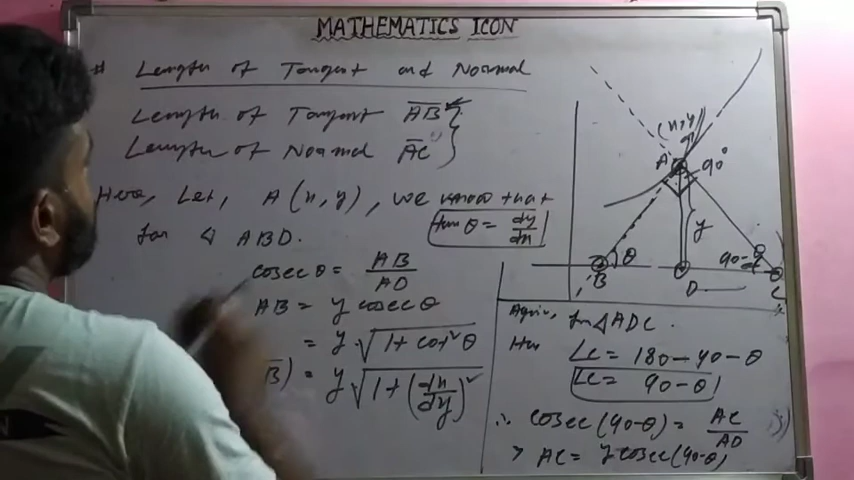 MATHEMATICS ICON
# Length of Tangent and Normal
Length of Tangent AB
Length of Normal AC
Here, Let, A(x,y), we know that
for Δ ABD.
tan θ = dy/dx
cosec θ = AB/AD
AB = y cosec θ
= y √(1 + cot² θ)
B) = y √(1 + (dx/dy)²)
(x,y)
A
90°
y
θ
90-θ
B
D
C
Again, for Δ ADC.
Here
∠C = 180 - 90 - θ
∠C = 90 - θ
∴ cosec (90-θ) = AC/AD
> AC = y cosec (90-θ)